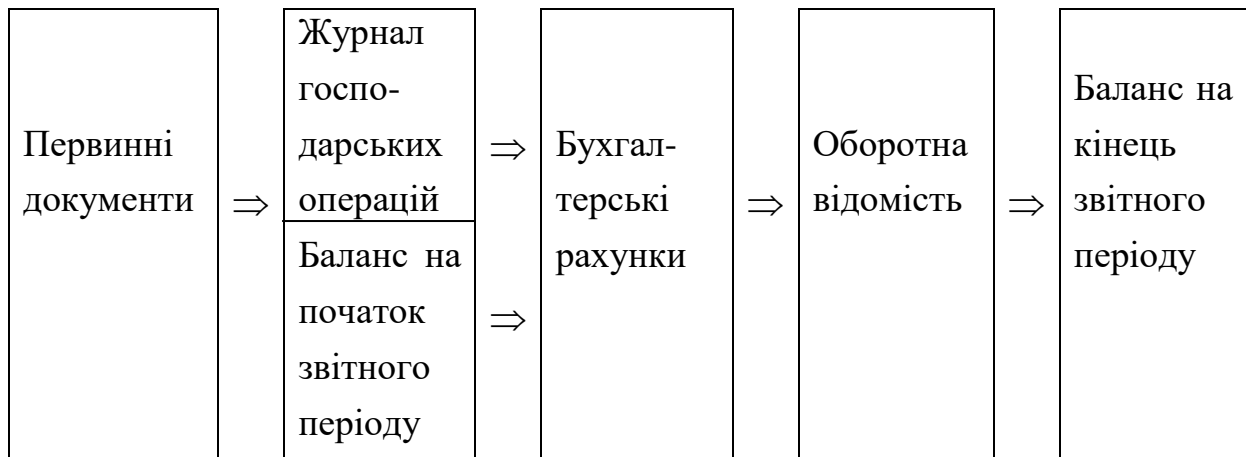 Первинні
документи
⇒
Журнал
госпо-
дарських
операцій
Баланс на
початок
звітного
періоду
⇒
⇒
Бухгал-
терські
рахунки
⇒
Оборотна
відомість
⇒
Баланс на
кінець
звітного
періоду